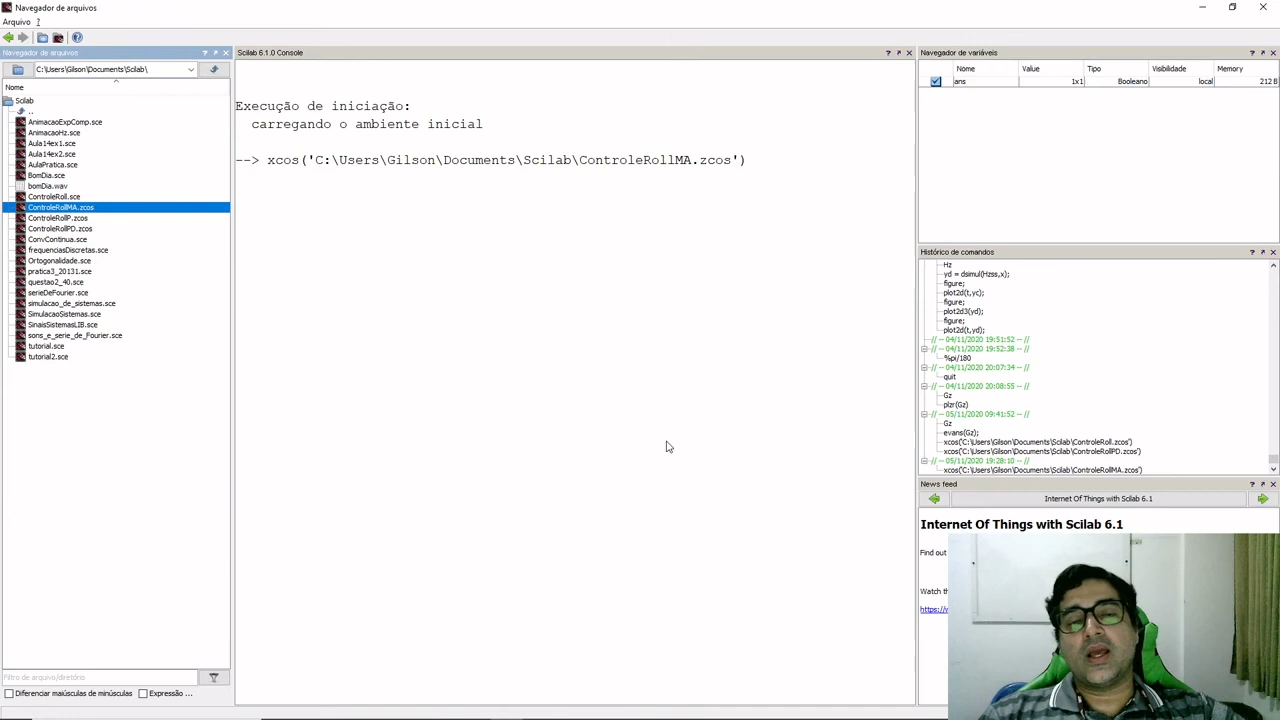 Navegador de arquivos
Arquivo ?
Navegador de arquivos
C:\Users\Gilson\Documents\Scilab\
Nome
Scilab
..
AnimacaoExpComp.sce
AnimacaoHz.sce
Aula14ex1.sce
Aula14ex2.sce
AulaPratica.sce
BomDia.sce
bomDia.wav
ControleRoll.sce
ControleRollMA.zcos
ControleRollP.zcos
ControleRollPD.zcos
ConvContinua.sce
frequenciasDiscretas.sce
Ortogonalidade.sce
pratica3_20131.sce
questao2_40.sce
serieDeFourier.sce
simulacao_de_sistemas.sce
SimulacaoSistemas.sce
SinaisSistemasLIB.sce
sons_e_serie_de_Fourier.sce
tutorial.sce
tutorial2.sce
Filtro de arquivo/diretório
Diferenciar maiúsculas de minúsculas
Expressão ...
Scilab 6.1.0 Console
Execução de iniciação:
carregando o ambiente inicial
--> xcos('C:\Users\Gilson\Documents\Scilab\ControleRollMA.zcos')
Navegador de variáveis
Nome Value Tipo Visibilidade Memory
ans 1x1 Booleano local 212 B
Histórico de comandos
Hz
yd = dsimul(Hzss,x);
figure;
plot2d(t,yc);
figure;
plot2d3(yd);
figure;
plot2d(t,yd);
// -- 04/11/2020 19:51:52 -- //
// -- 04/11/2020 19:52:38 -- //
%pi/180
// -- 04/11/2020 20:07:34 -- //
quit
// -- 04/11/2020 20:08:55 -- //
Gz
plzr(Gz)
// -- 05/11/2020 09:41:52 -- //
Gz
evans(Gz);
xcos('C:\Users\Gilson\Documents\Scilab\ControleRoll.zcos')
xcos('C:\Users\Gilson\Documents\Scilab\ControleRollPD.zcos')
// -- 05/11/2020 19:28:10 -- //
xcos('C:\Users\Gilson\Documents\Scilab\ControleRollMA.zcos')
News feed
Internet Of Things with Scilab 6.1
Internet Of Things with Scilab 6.1
Find out
Watch th
https://